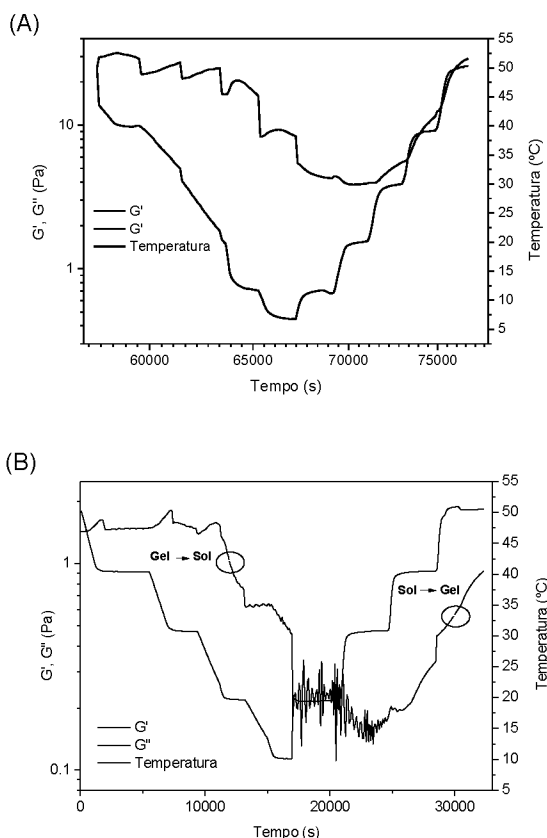 (A)
55
50
45
40
35
30
25
20
15
10
5
10
1
G', G" (Pa)
Temperatura (ºC)
G'
G'
Temperatura
60000 65000 70000 75000
Tempo (s)
(B)
55
50
45
40
35
30
25
20
15
10
5
1
0.1
G', G" (Pa)
Temperatura (ºC)
Gel → Sol
Sol → Gel
G'
G"
Temperatura
0 10000 20000 30000
Tempo (s)